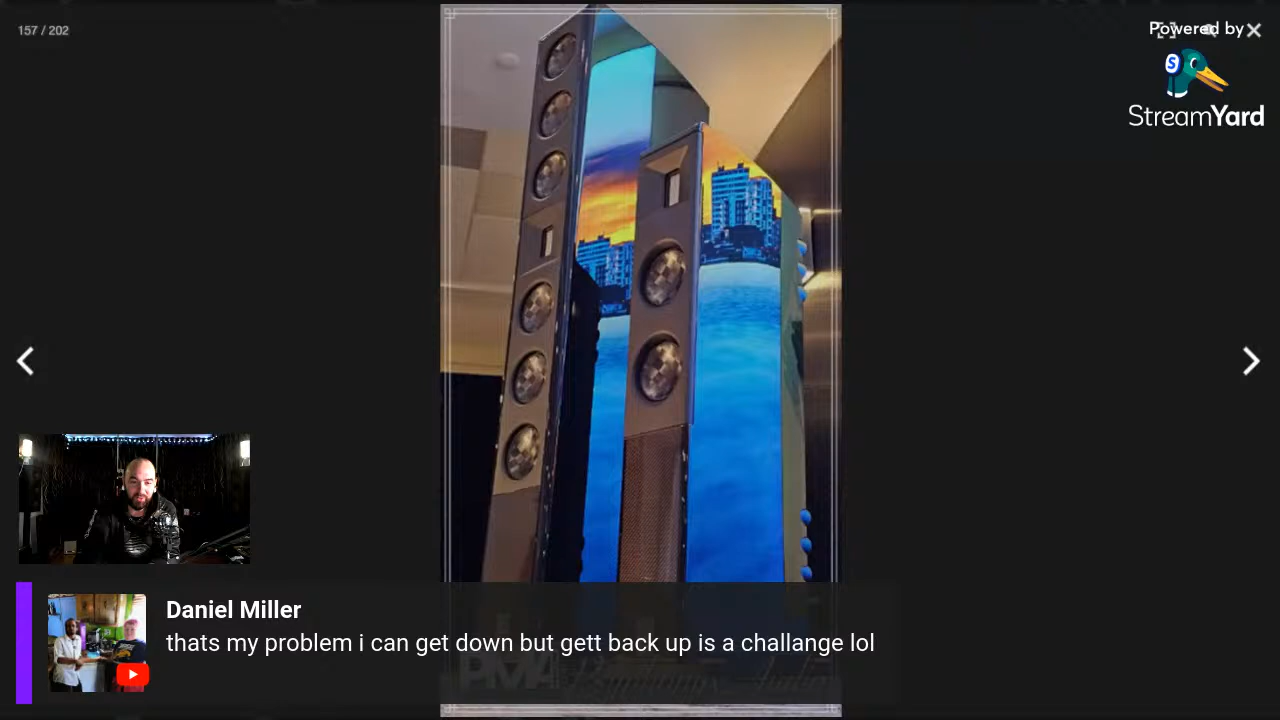 157 / 202
Powered by
StreamYard
Daniel Miller
thats my problem i can get down but gett back up is a challange lol
PMA